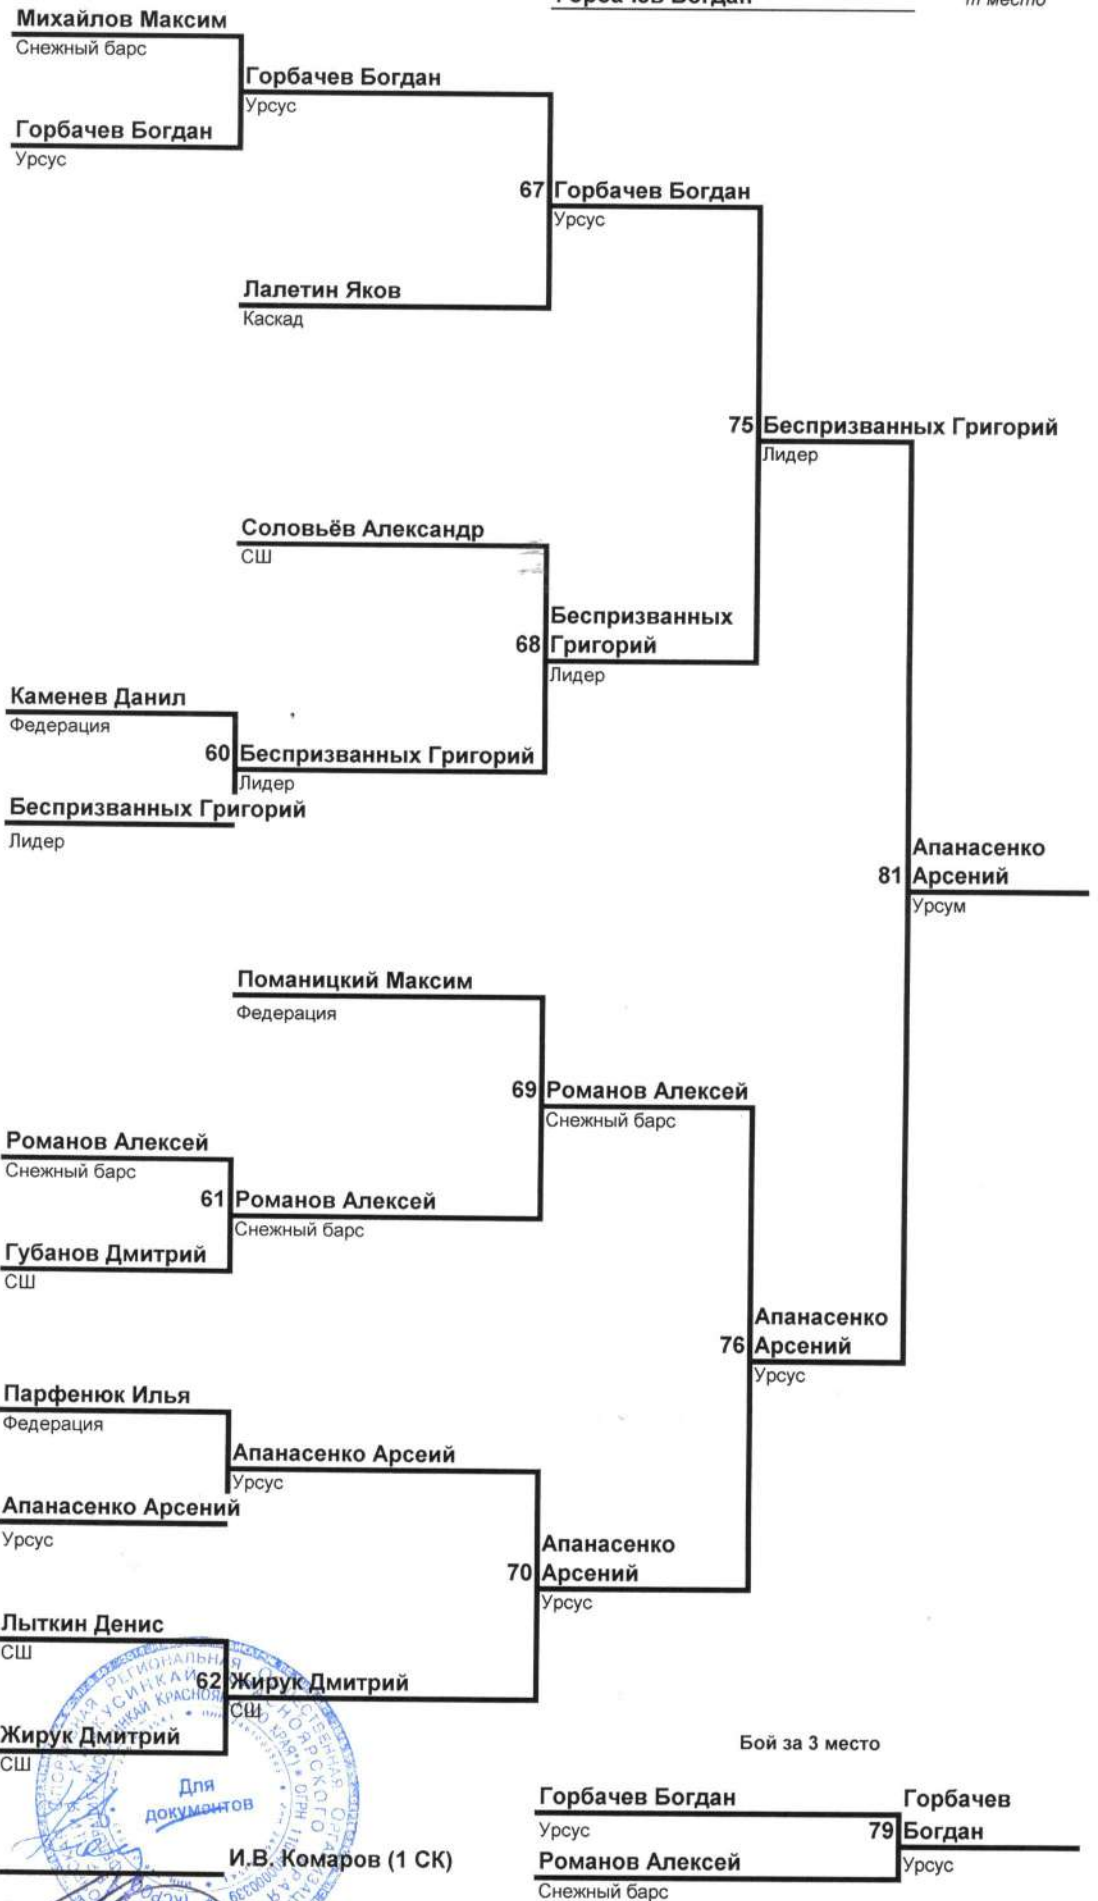 Горбачев Богдан
III место
Михайлов Максим
Снежный барс
Горбачев Богдан
Урсус
Горбачев Богдан
Урсус
67 Горбачев Богдан
Урсус
Лалетин Яков
Каскад
75 Беспризванных Григорий
Лидер
Соловьёв Александр
СШ
Беспризванных
68 Григорий
Лидер
Каменев Данил
Федерация
60 Беспризванных Григорий
Лидер
Беспризванных Григорий
Лидер
Апанасенко
81 Арсений
Урсум
Поманицкий Максим
Федерация
69 Романов Алексей
Снежный барс
Романов Алексей
Снежный барс
61 Романов Алексей
Снежный барс
Губанов Дмитрий
СШ
Апанасенко
76 Арсений
Урсус
Парфенюк Илья
Федерация
Апанасенко Арсеий
Урсус
Апанасенко Арсений
Урсус
Апанасенко
70 Арсений
Урсус
Лыткин Денис
СШ
62 Жирук Дмитрий
СШ
Жирук Дмитрий
СШ
Для
документов
И.В. Комаров (1 СК)
Бой за 3 место
Горбачев Богдан
Урсус
Романов Алексей
Снежный барс
Горбачев
79 Богдан
Урсус